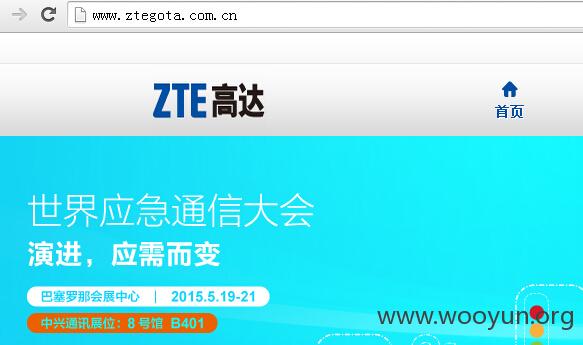 www.ztegota.com.cn
ZTE高达
首页
世界应急通信大会
演进，应需而变
巴塞罗那会展中心 | 2015.5.19-21
中兴通讯展位：8 号馆 B401
www.wooyun.org